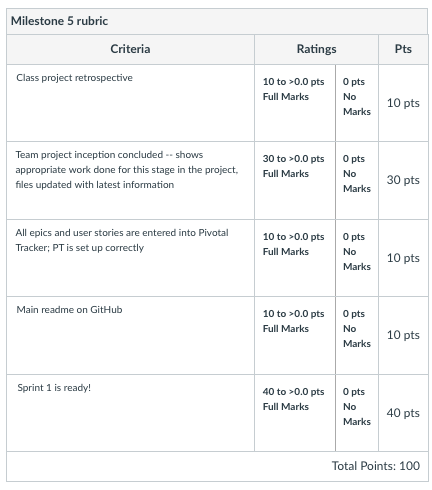 Milestone 5 rubric
Criteria Ratings Pts
Class project retrospective
10 to >0.0 pts
Full Marks
0 pts
No
Marks
10 pts
Team project inception concluded -- shows
appropriate work done for this stage in the project,
files updated with latest information
30 to >0.0 pts
Full Marks
0 pts
No
Marks
30 pts
All epics and user stories are entered into Pivotal
Tracker; PT is set up correctly
10 to >0.0 pts
Full Marks
0 pts
No
Marks
10 pts
Main readme on GitHub
10 to >0.0 pts
Full Marks
0 pts
No
Marks
10 pts
Sprint 1 is ready!
40 to >0.0 pts
Full Marks
0 pts
No
Marks
40 pts
Total Points: 100